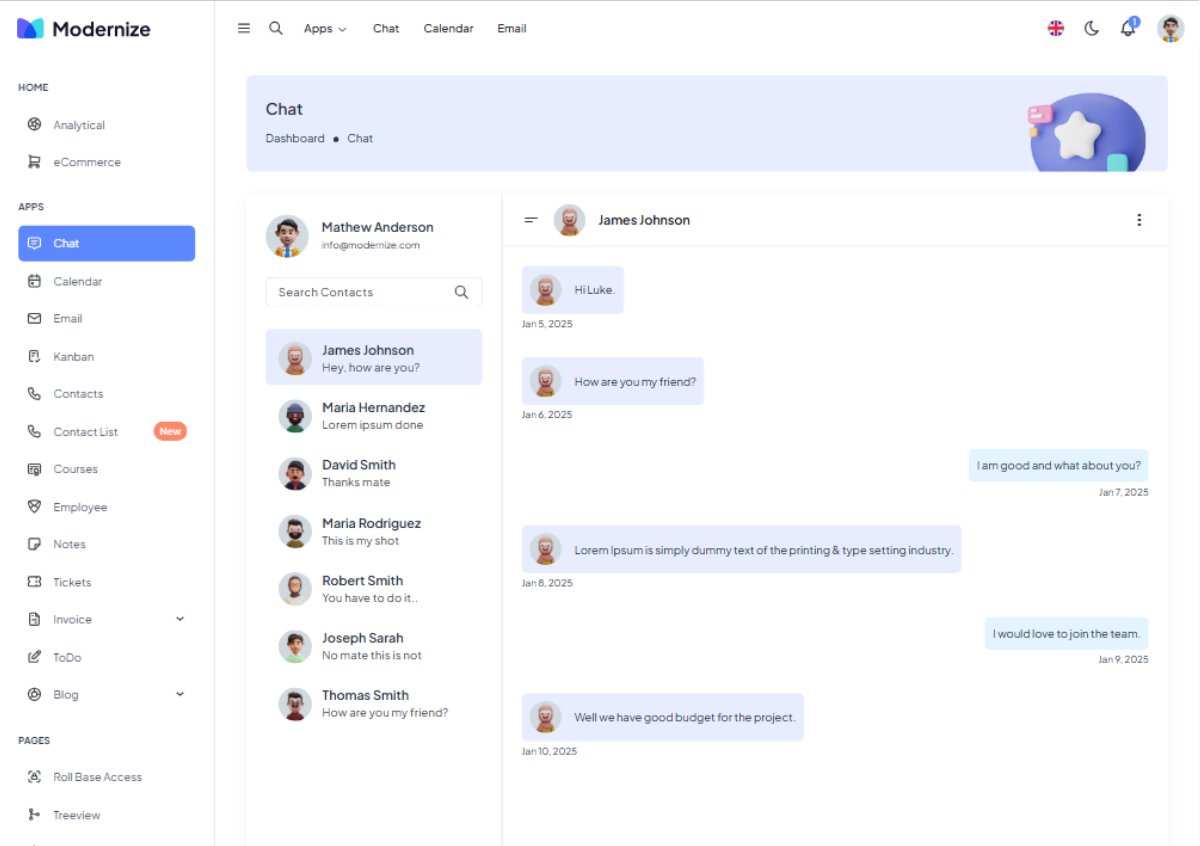 Modernize
Apps
Chat
Calendar
Email
1
HOME
Analytical
eCommerce
APPS
Chat
Calendar
Email
Kanban
Contacts
Contact List New
Courses
Employee
Notes
Tickets
Invoice
ToDo
Blog
PAGES
Roll Base Access
Treeview
Chat
Dashboard • Chat
Mathew Anderson
info@modernize.com
Search Contacts
James Johnson
Hey, how are you?
Maria Hernandez
Lorem ipsum done
David Smith
Thanks mate
Maria Rodriguez
This is my shot
Robert Smith
You have to do it..
Joseph Sarah
No mate this is not
Thomas Smith
How are you my friend?
James Johnson
Hi Luke.
Jan 5, 2025
How are you my friend?
Jan 6, 2025
I am good and what about you?
Jan 7, 2025
Lorem Ipsum is simply dummy text of the printing & type setting industry.
Jan 8, 2025
I would love to join the team.
Jan 9, 2025
Well we have good budget for the project.
Jan 10, 2025